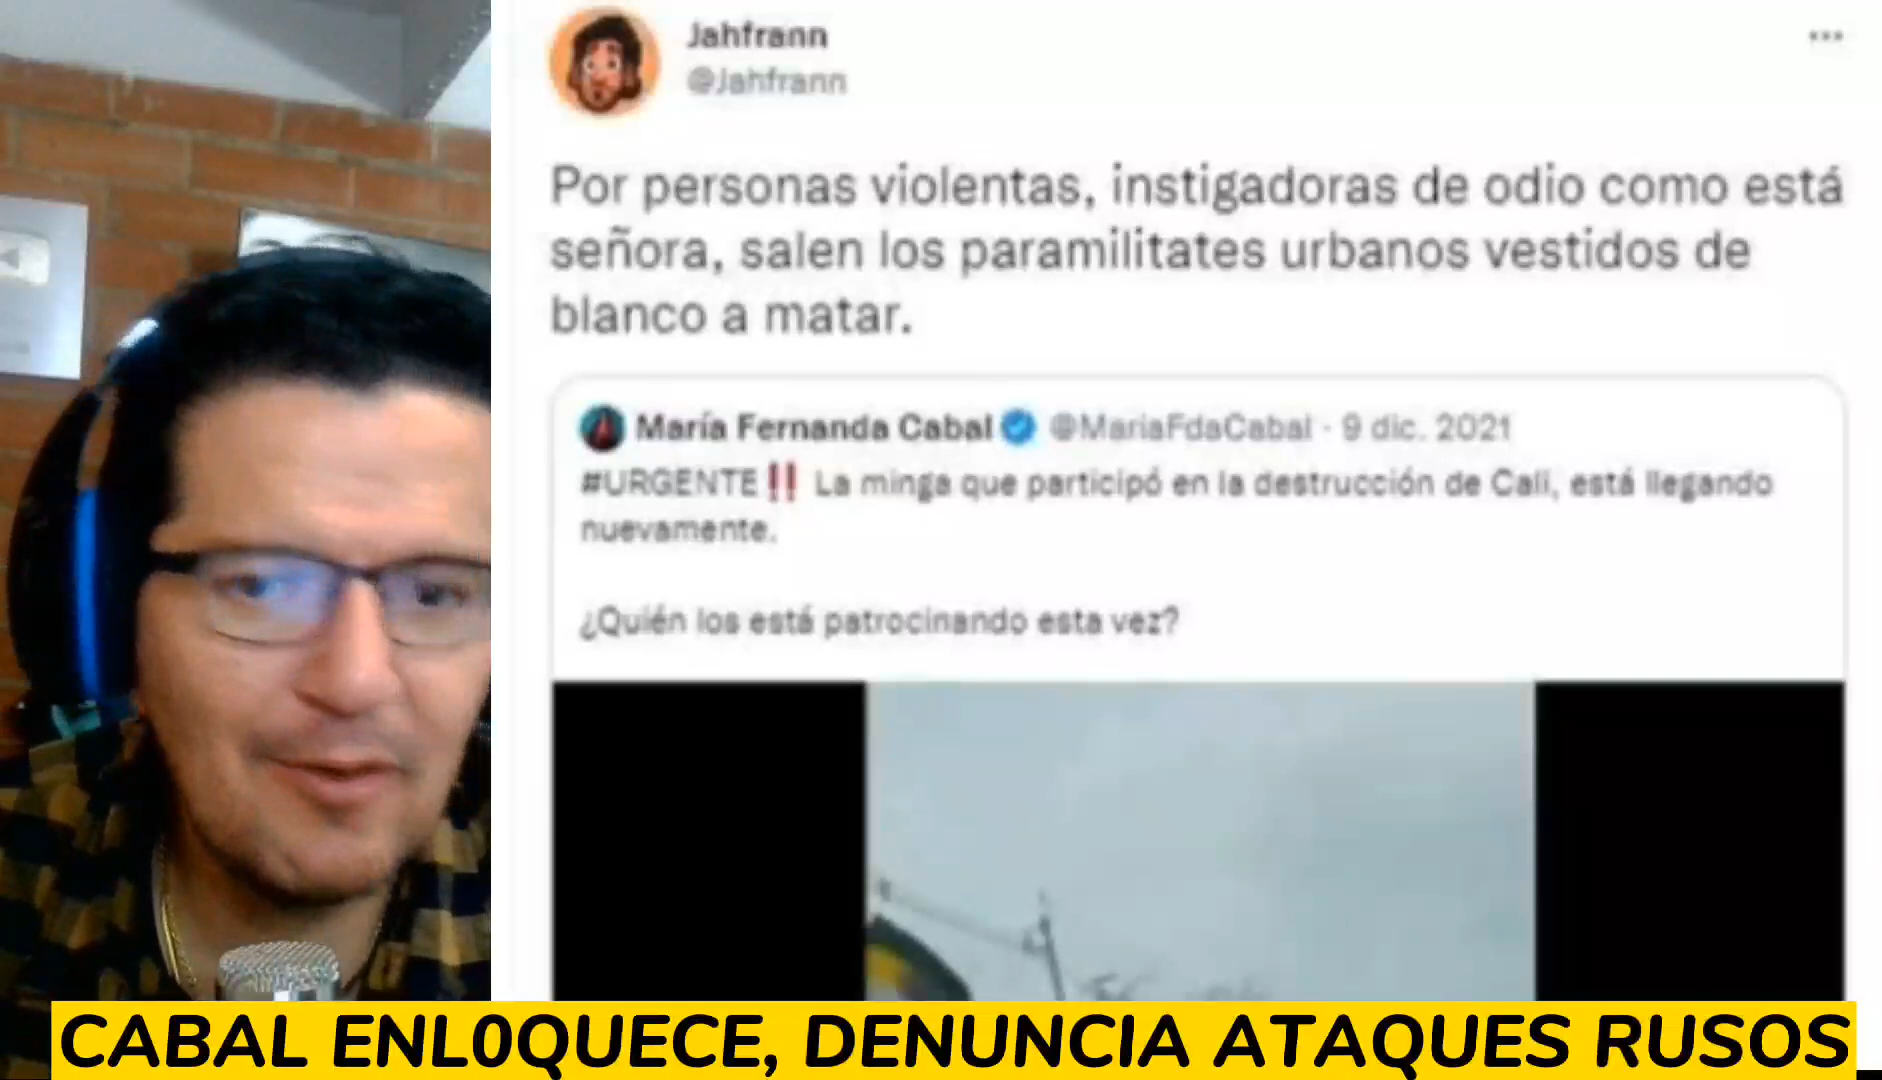 Jahfrann
@Jahfrann
Por personas violentas, instigadoras de odio como está
señora, salen los paramilitates urbanos vestidos de
blanco a matar.
María Fernanda Cabal @MariaFdaCabal · 9 dic. 2021
#URGENTE‼️ La minga que participó en la destrucción de Cali, está llegando
nuevamente.
¿Quién los está patrocinando esta vez?
CABAL ENL0QUECE, DENUNCIA ATAQUES RUSOS